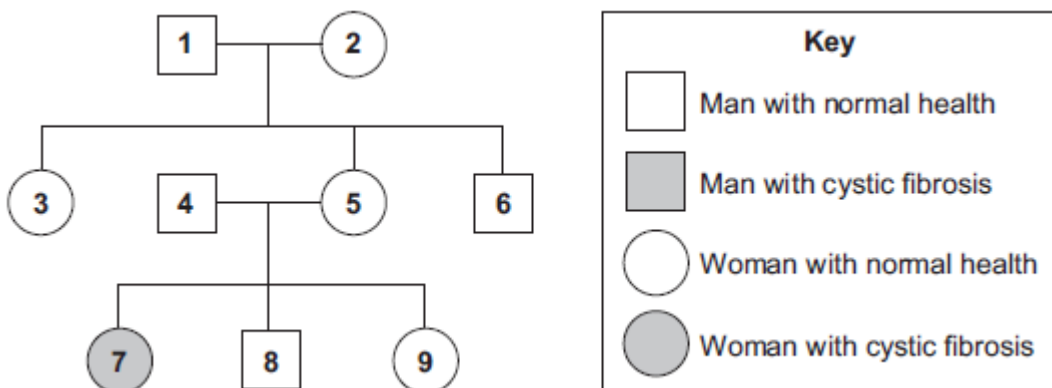 1 2
3 4 5 6
7 8 9
Key
Man with normal health
Man with cystic fibrosis
Woman with normal health
Woman with cystic fibrosis